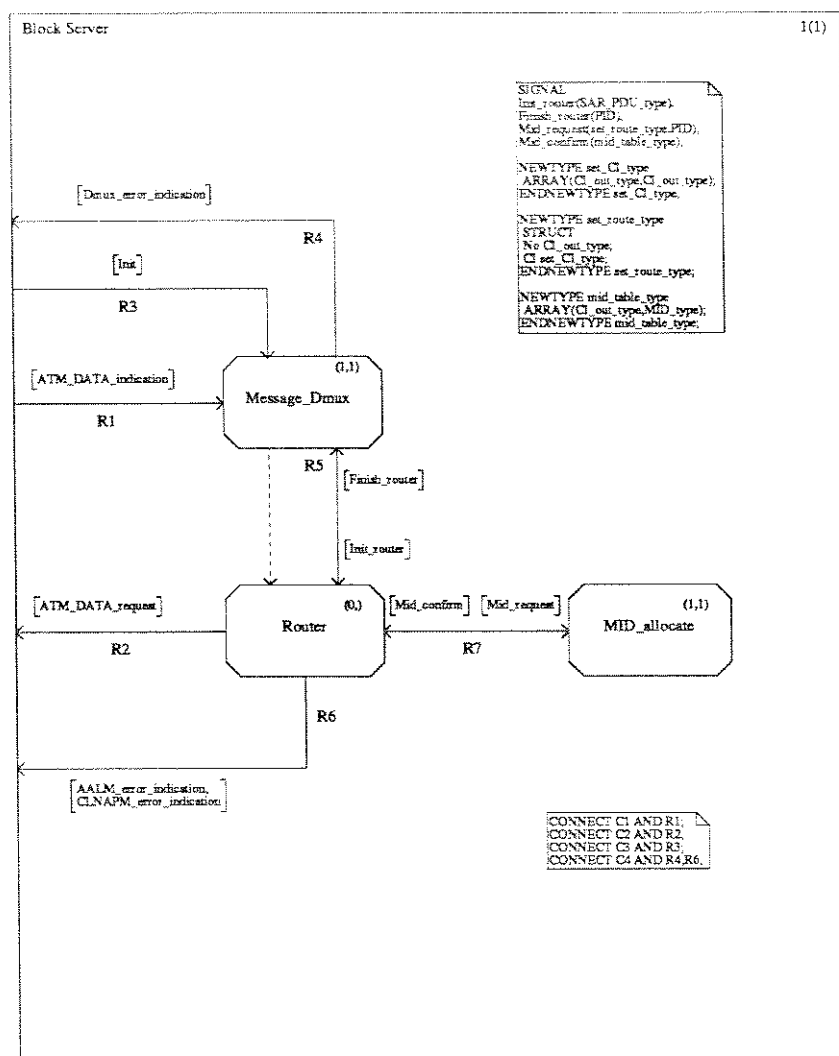 Block Server 1(1)
SIGNAL
Init_router(SAR_PDU_type),
Finish_router(PID),
Mid_request(set_route_type,PID),
Mid_confirm(mid_table_type);
NEWTYPE set_CI_type
ARRAY(CI_out_type,CI_out_type);
ENDNEWTYPE set_CI_type;
NEWTYPE set_route_type
STRUCT
No CI_out_type;
CI set_CI_type;
ENDNEWTYPE set_route_type;
NEWTYPE mid_table_type
ARRAY(CI_out_type,MID_type);
ENDNEWTYPE mid_table_type;
[Dmux_error_indication]
R4
[Init]
R3
(1,1)
[ATM_DATA_indication]
Message_Dmux
R1
R5
[Finish_router]
[Init_router]
[ATM_DATA_request]
(0,)
[Mid_confirm] [Mid_request]
(1,1)
Router
MID_allocate
R2
R7
R6
[AALM_error_indication,
CLNAPM_error_indication]
CONNECT C1 AND R1;
CONNECT C2 AND R2;
CONNECT C3 AND R3;
CONNECT C4 AND R4,R6;